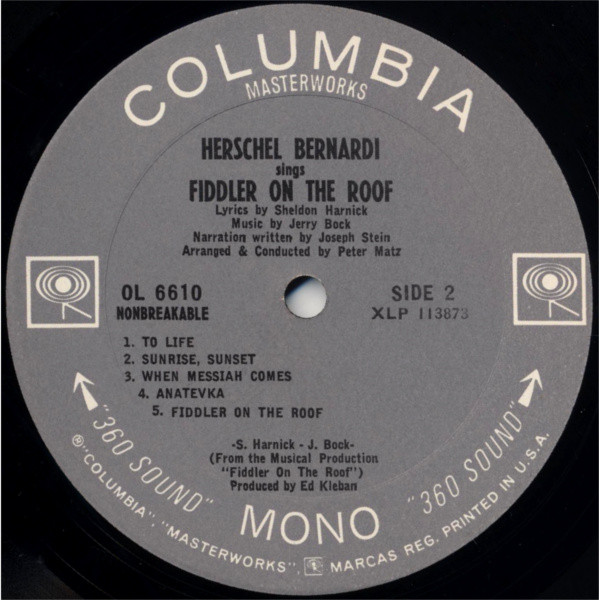 COLUMBIA
MASTERWORKS
HERSCHEL BERNARDI
sings
FIDDLER ON THE ROOF
Lyrics by Sheldon Harnick
Music by Jerry Bock
Narration written by Joseph Stein
Arranged & Conducted by Peter Matz
OL 6610
NONBREAKABLE
SIDE 2
XLP 113873
1. TO LIFE
2. SUNRISE, SUNSET
3. WHEN MESSIAH COMES
4. ANATEVKA
5. FIDDLER ON THE ROOF
-S. Harnick - J. Bock-
(From the Musical Production
"Fiddler On The Roof")
Produced by Ed Kleban
"360 SOUND"
MONO
"360 SOUND"
® "COLUMBIA", "MASTERWORKS", 1 MARCAS REG. PRINTED IN U.S.A.